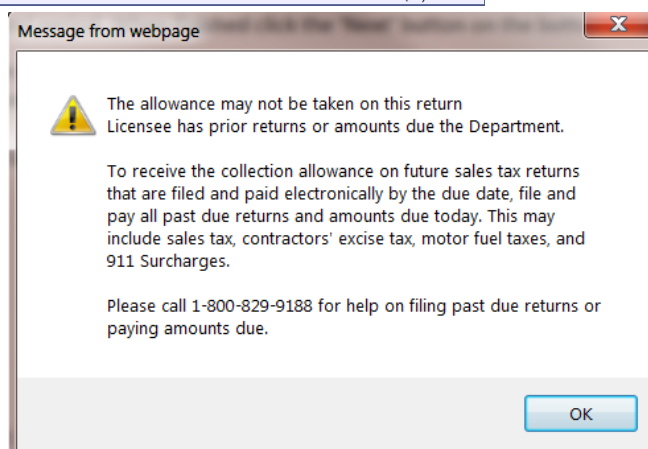 Message from webpage
The allowance may not be taken on this return
Licensee has prior returns or amounts due the Department.
To receive the collection allowance on future sales tax returns
that are filed and paid electronically by the due date, file and
pay all past due returns and amounts due today. This may
include sales tax, contractors' excise tax, motor fuel taxes, and
911 Surcharges.
Please call 1-800-829-9188 for help on filing past due returns or
paying amounts due.
OK